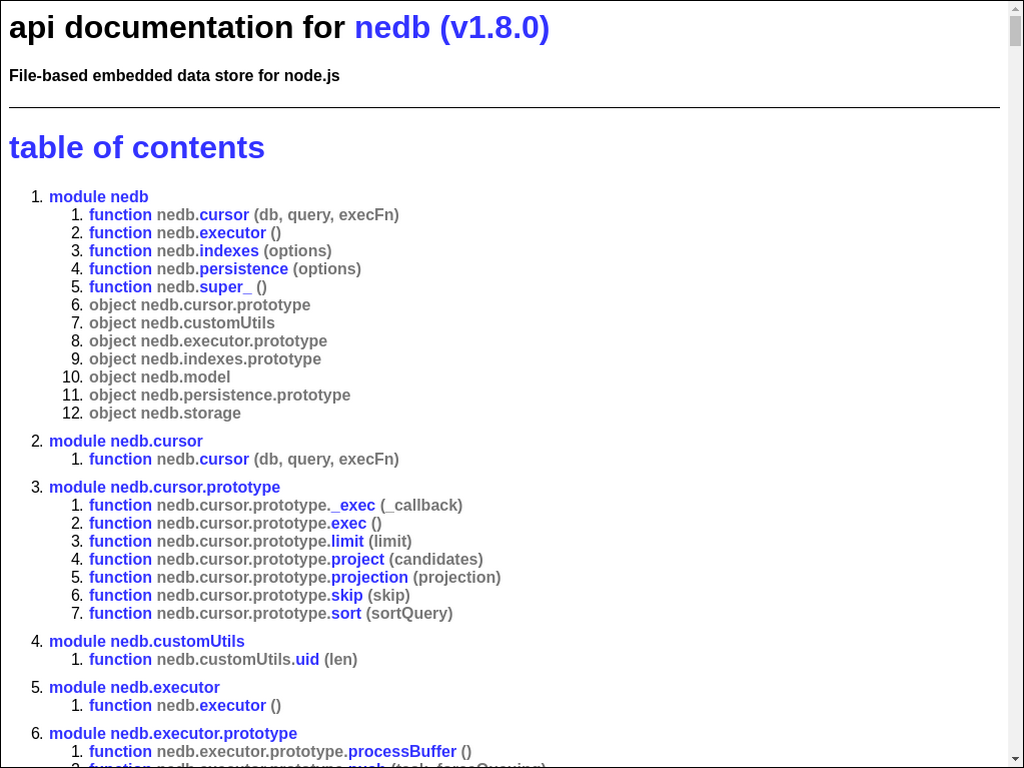 api documentation for nedb (v1.8.0)
File-based embedded data store for node.js
table of contents
1. module nedb
1. function nedb.cursor (db, query, execFn)
2. function nedb.executor ()
3. function nedb.indexes (options)
4. function nedb.persistence (options)
5. function nedb.super_ ()
6. object nedb.cursor.prototype
7. object nedb.customUtils
8. object nedb.executor.prototype
9. object nedb.indexes.prototype
10. object nedb.model
11. object nedb.persistence.prototype
12. object nedb.storage
2. module nedb.cursor
1. function nedb.cursor (db, query, execFn)
3. module nedb.cursor.prototype
1. function nedb.cursor.prototype._exec (_callback)
2. function nedb.cursor.prototype.exec ()
3. function nedb.cursor.prototype.limit (limit)
4. function nedb.cursor.prototype.project (candidates)
5. function nedb.cursor.prototype.projection (projection)
6. function nedb.cursor.prototype.skip (skip)
7. function nedb.cursor.prototype.sort (sortQuery)
4. module nedb.customUtils
1. function nedb.customUtils.uid (len)
5. module nedb.executor
1. function nedb.executor ()
6. module nedb.executor.prototype
1. function nedb.executor.prototype.processBuffer ()
2. function nedb.executor.prototype.push (task, forceQueuing)